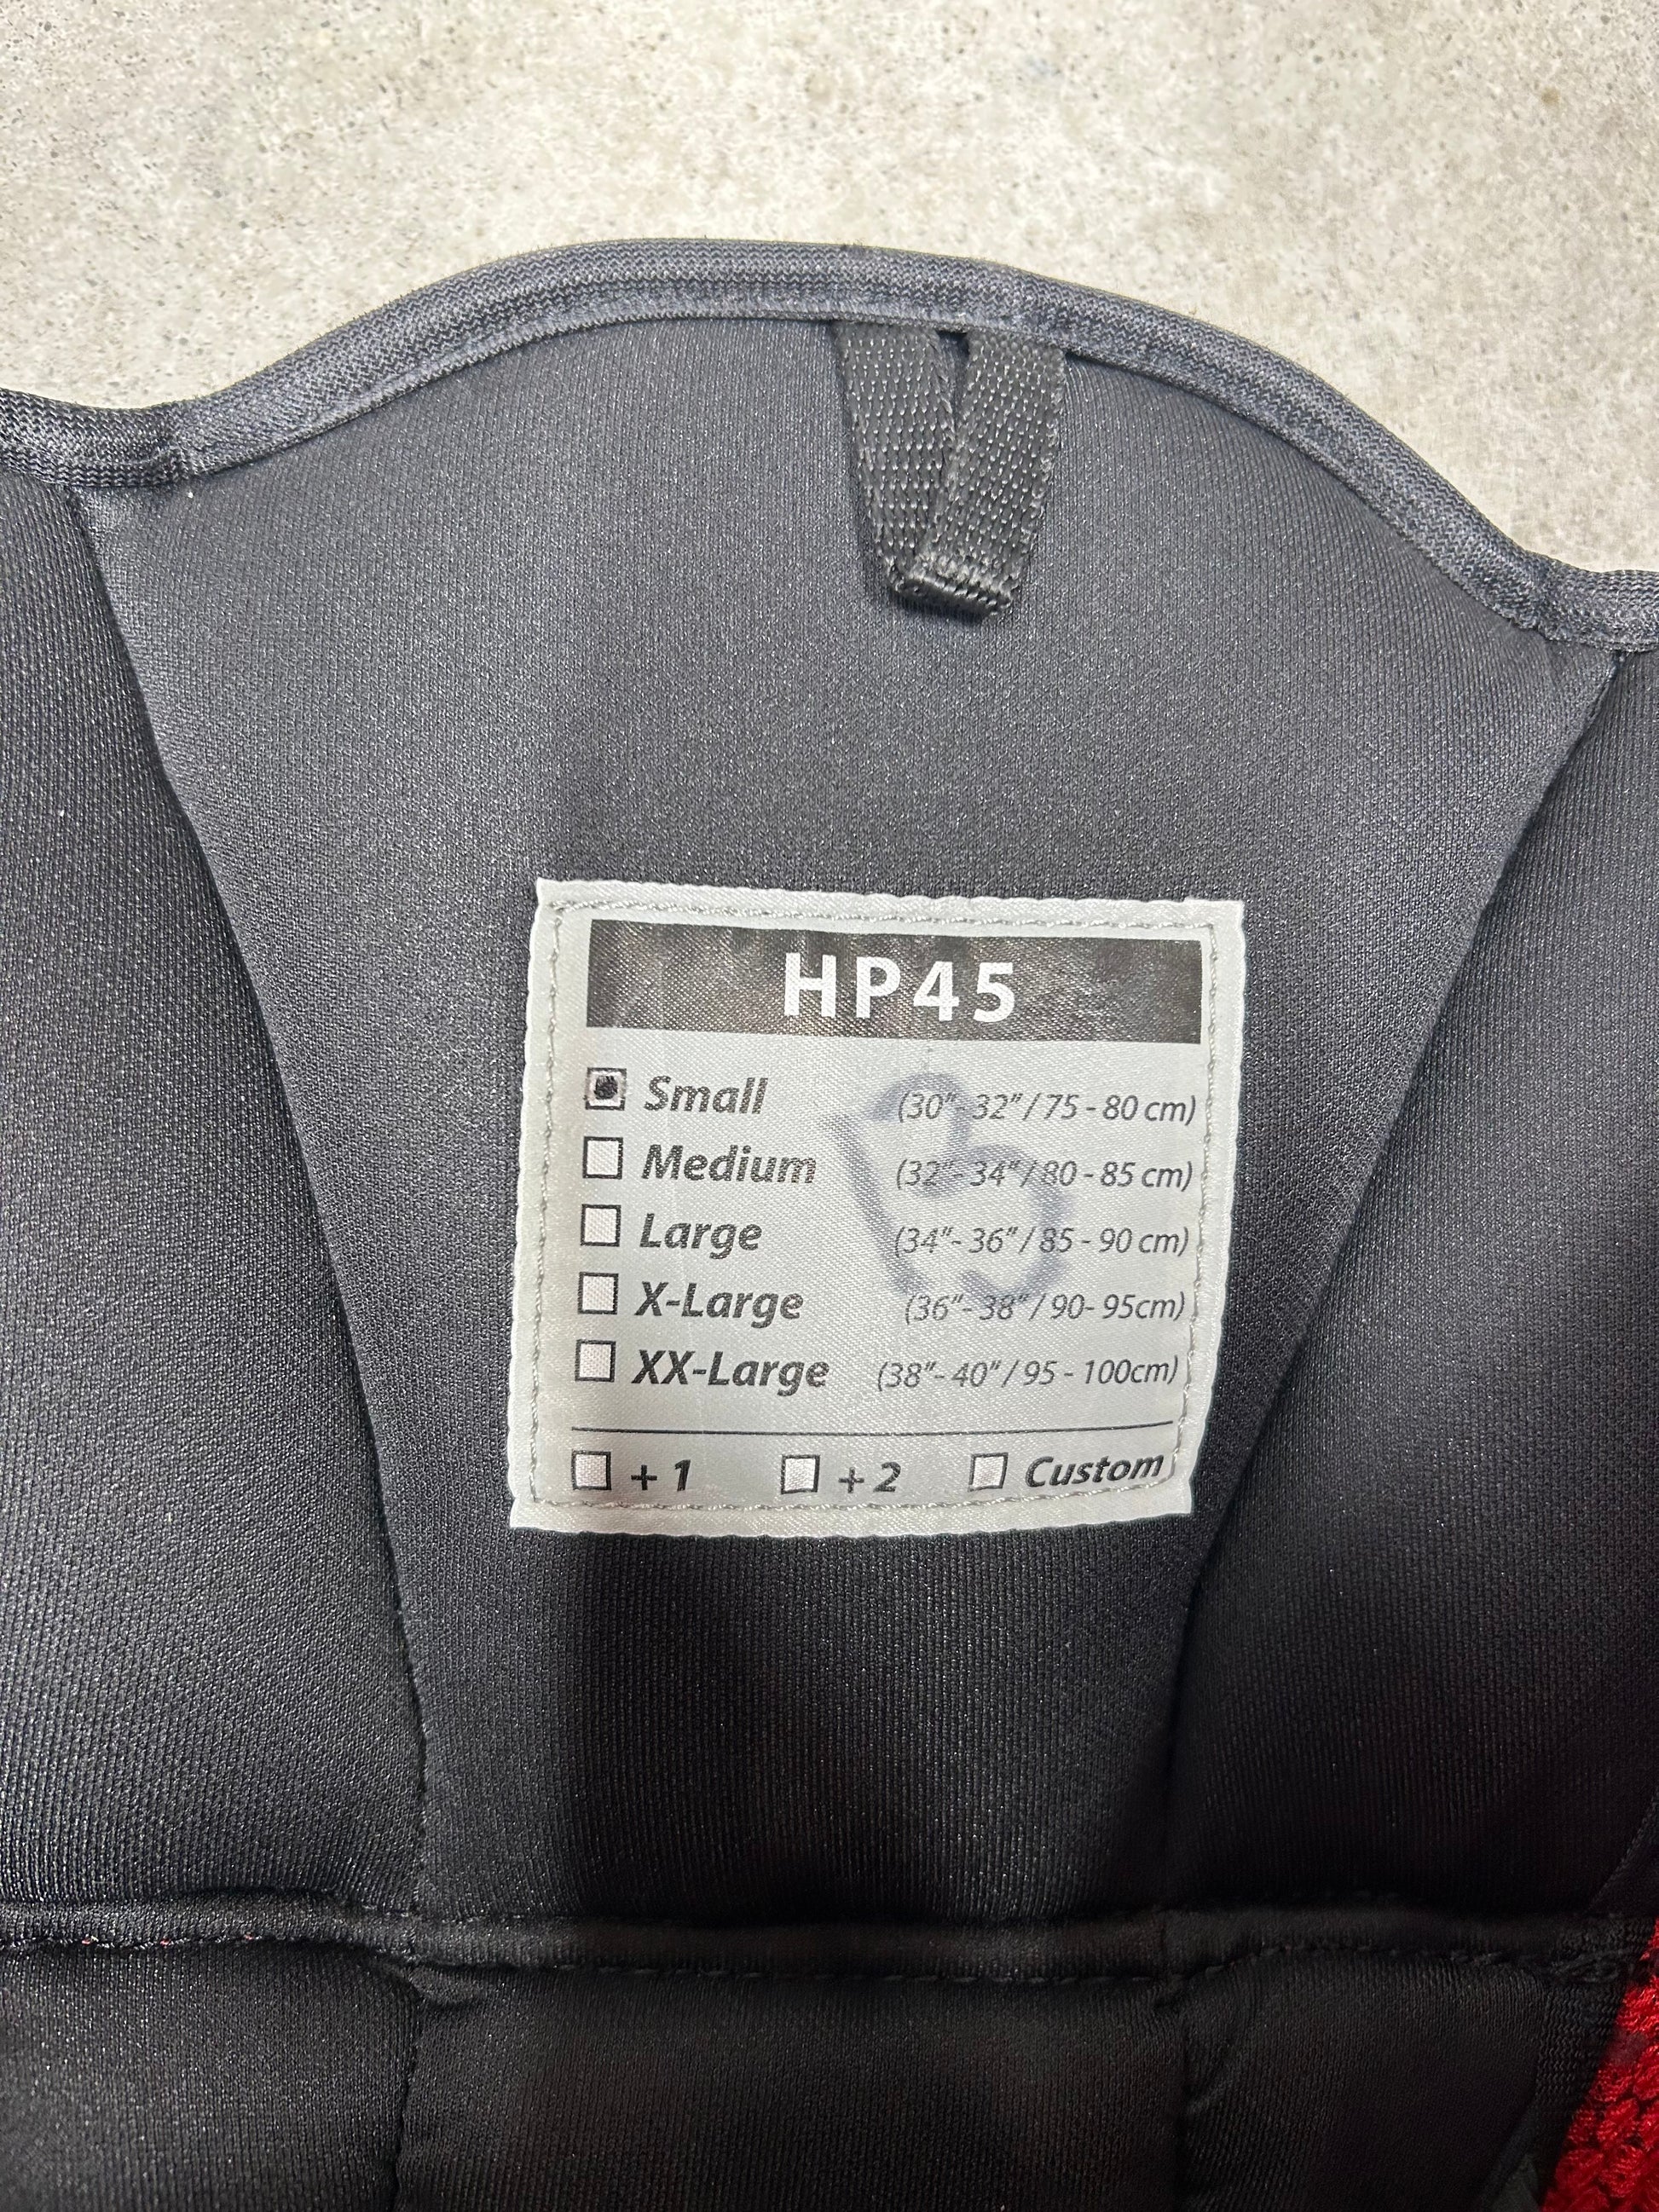 HP45
Small (30"- 32" / 75 - 80 cm)
Medium (32"- 34" / 80 - 85 cm)
Large (34"- 36" / 85 - 90 cm)
X-Large (36"- 38" / 90- 95cm)
XX-Large (38"- 40" / 95 - 100cm)
+ 1 + 2 Custom